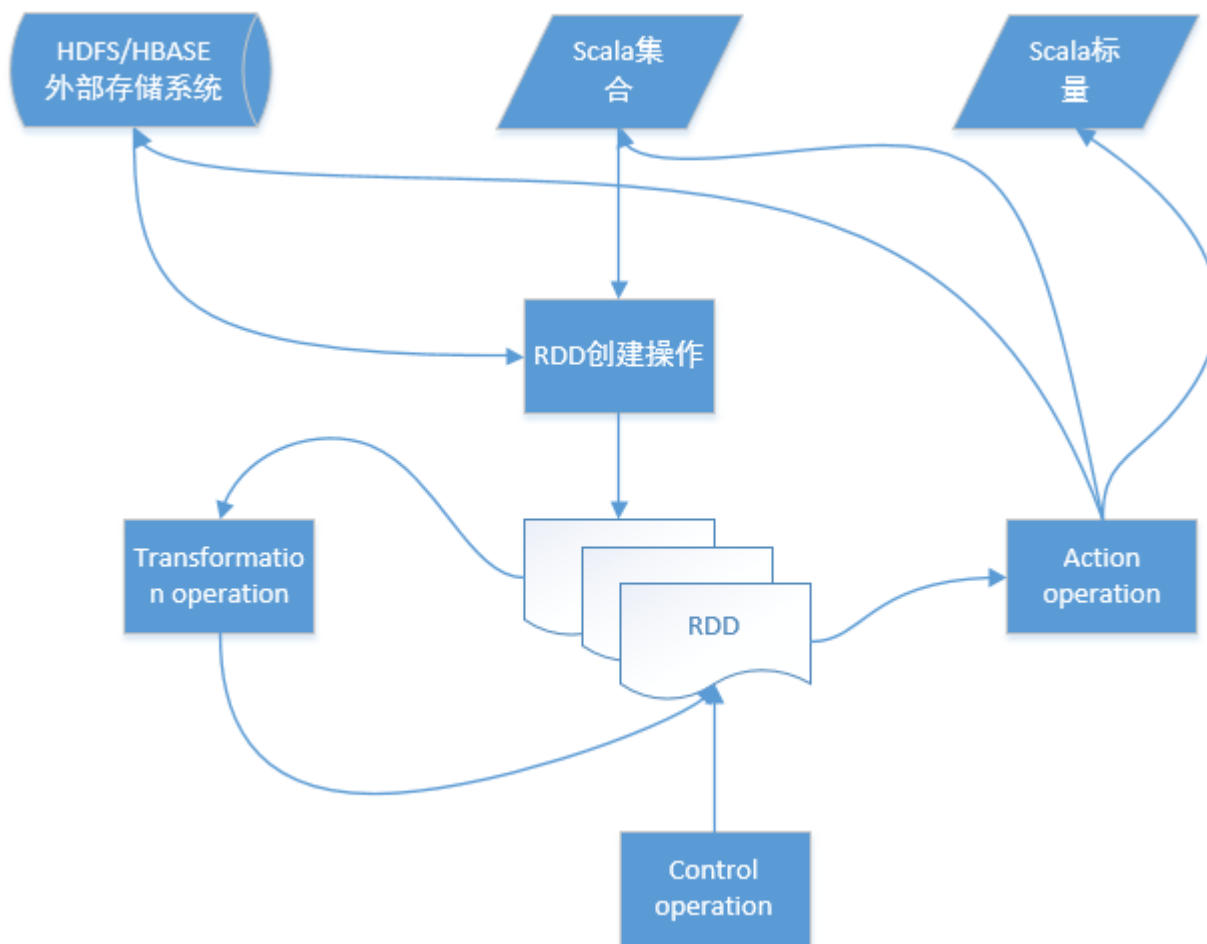 HDFS/HBASE
外部存储系统
Scala集
合
Scala标
量
RDD创建操作
Transformatio
n operation
RDD
Action
operation
Control
operation